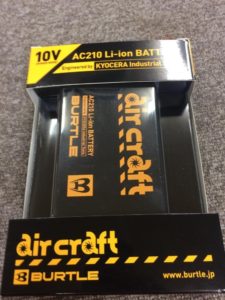 10V
AC210 Li-ion BATT
Engineered by KYOCERA Industrial
AC210 Li-ion BATTERY
BURTLE
air craft
air craft
BURTLE
www.burtle.jp